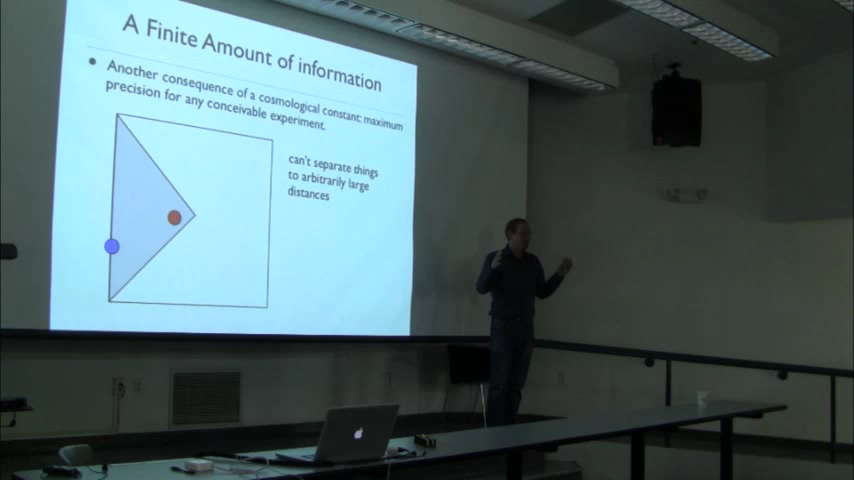 A Finite Amount of information
Another consequence of a cosmological constant: maximum
precision for any conceivable experiment.
can't separate things
to arbitrarily large
distances